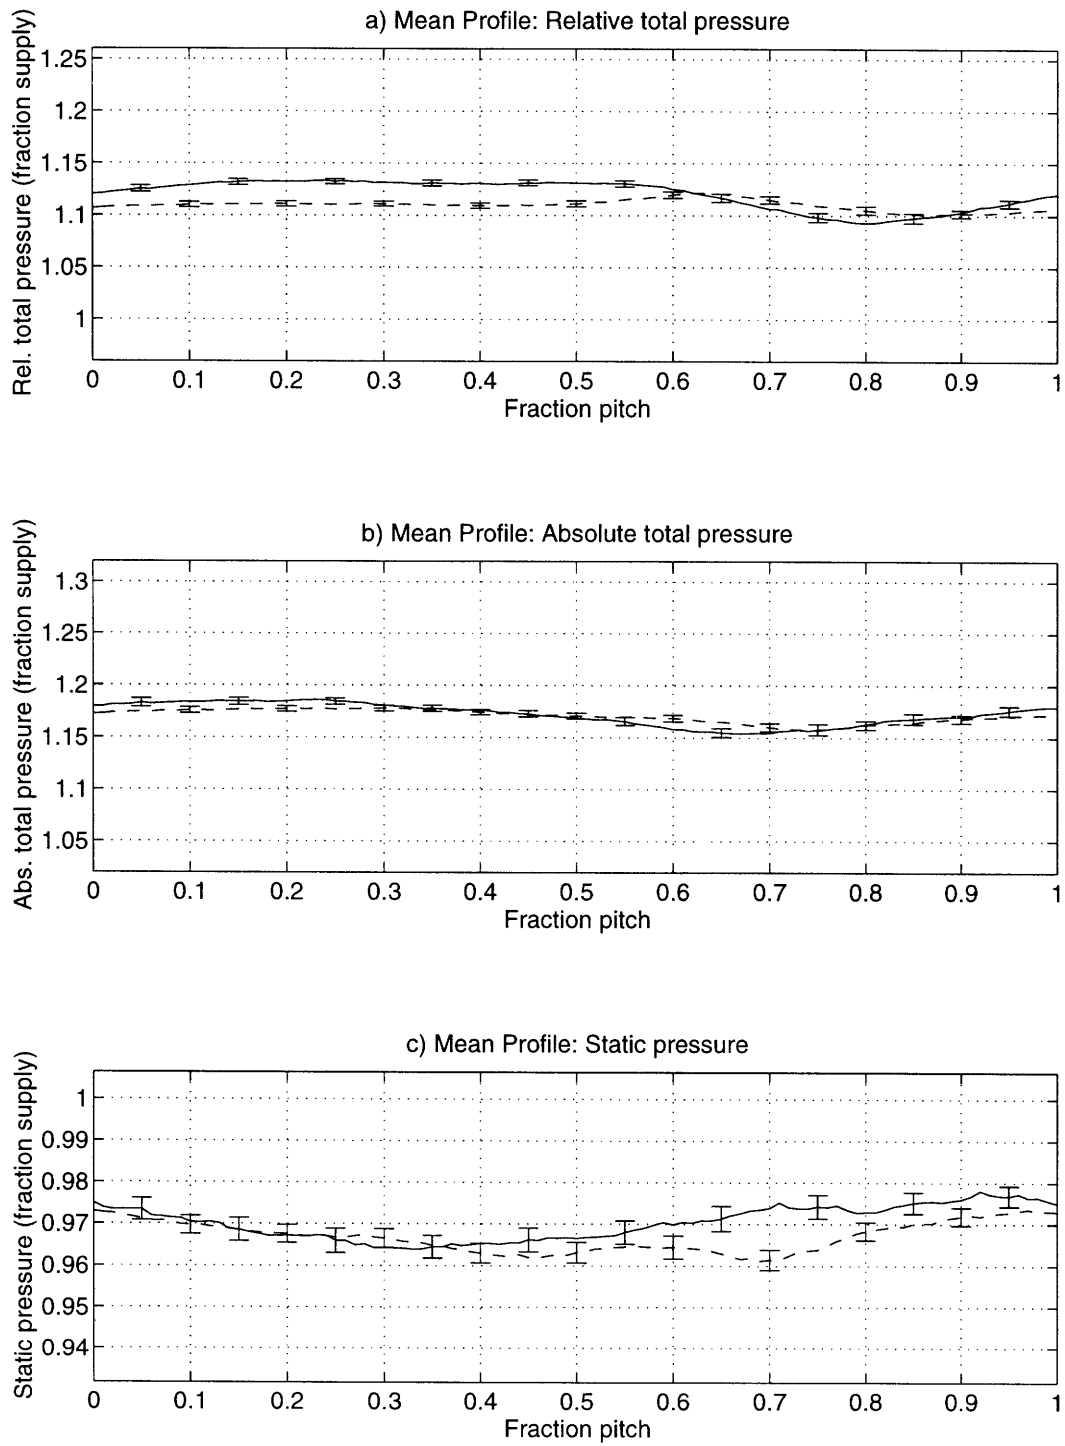 a) Mean Profile: Relative total pressure
Rel. total pressure (fraction supply)
1.25
1.2
1.15
1.1
1.05
1
0 0.1 0.2 0.3 0.4 0.5 0.6 0.7 0.8 0.9 1
Fraction pitch
b) Mean Profile: Absolute total pressure
Abs. total pressure (fraction supply)
1.3
1.25
1.2
1.15
1.1
1.05
0 0.1 0.2 0.3 0.4 0.5 0.6 0.7 0.8 0.9 1
Fraction pitch
c) Mean Profile: Static pressure
Static pressure (fraction supply)
1
0.99
0.98
0.97
0.96
0.95
0.94
0 0.1 0.2 0.3 0.4 0.5 0.6 0.7 0.8 0.9 1
Fraction pitch